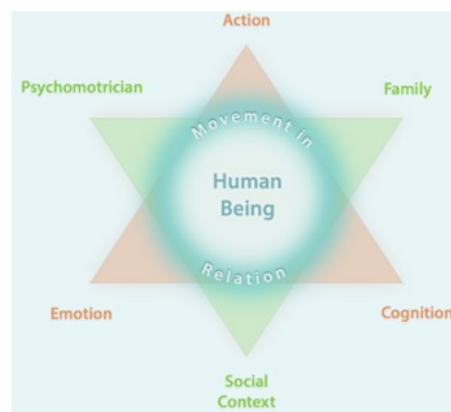 Action
Psychomotrician
Family
Movement in
Human
Being
Relation
Emotion
Cognition
Social
Context